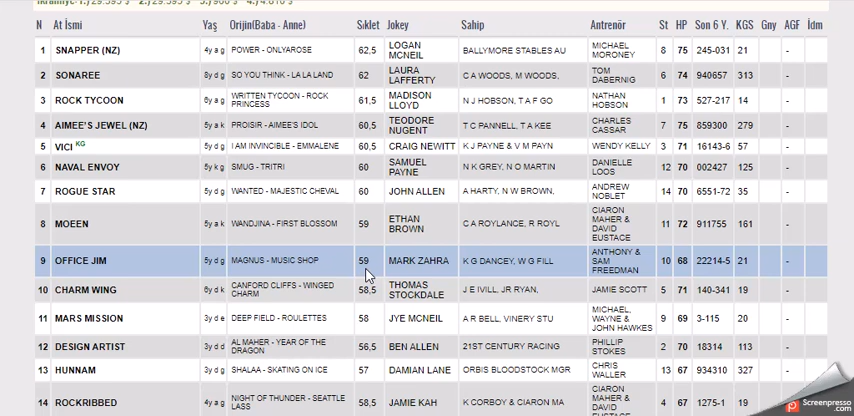 N At İsmi Yaş Orijin(Baba - Anne) Sıklet Jokey Sahip Antrenör St HP Son 6 Y. KGS Gny AGF İdm
1 SNAPPER (NZ) 4y a g POWER - ONLYAROSE 62,5 LOGAN MCNEIL BALLYMORE STABLES AU MICHAEL MORONEY 8 75 245-031 21 -
2 SONAREE 8y d g SO YOU THINK - LA LA LAND 62 LAURA LAFFERTY C A WOODS, M WOODS, TOM DABERNIG 6 74 940657 313 -
3 ROCK TYCOON 6y a g WRITTEN TYCOON - ROCK PRINCESS 61,5 MADISON LLOYD N J HOBSON, T A F GO NATHAN HOBSON 1 73 527-217 14 -
4 AIMEE'S JEWEL (NZ) 5y a k PROISIR - AIMEE'S IDOL 60,5 TEODORE NUGENT T C PANNELL, T A KEE CHARLES CASSAR 7 75 859300 279 -
5 VICI KG 5y d g I AM INVINCIBLE - EMMALENE 60,5 CRAIG NEWITT K J PAYNE & V M PAYN WENDY KELLY 3 71 16143-6 57 -
6 NAVAL ENVOY 5y k g SMUG - TRITRI 60 SAMUEL PAYNE N K GREY, N O MARTIN DANIELLE LOOS 12 70 002427 125 -
7 ROGUE STAR 5y d g WANTED - MAJESTIC CHEVAL 60 JOHN ALLEN A HARTY, N W BROWN, ANDREW NOBLET 14 70 6551-72 35 -
8 MOEEN 5y a k WANDJINA - FIRST BLOSSOM 59 ETHAN BROWN C A ROYLANCE, R ROYL CIARON MAHER & DAVID EUSTACE 11 72 911755 161 -
9 OFFICE JIM 5y d g MAGNUS - MUSIC SHOP 59 MARK ZAHRA K G DANCEY, W G FILL ANTHONY & SAM FREEDMAN 10 68 22214-5 21 -
10 CHARM WING 6y d k CANFORD CLIFFS - WINGED CHARM 58,5 THOMAS STOCKDALE J E IVILL, JR RYAN, JAMIE SCOTT 5 71 140-341 19 -
11 MARS MISSION 3y d e DEEP FIELD - ROULETTES 58 JYE MCNEIL A R BELL, VINERY STU MICHAEL, WAYNE & JOHN HAWKES 9 69 3-115 20 -
12 DESIGN ARTIST 3y d d AL MAHER - YEAR OF THE DRAGON 56,5 BEN ALLEN 21ST CENTURY RACING PHILLIP STOKES 2 70 18314 113 -
13 HUNNAM 3y d g SHALAA - SKATING ON ICE 57 DAMIAN LANE ORBIS BLOODSTOCK MGR CHRIS WALLER 13 67 934310 327 -
14 ROCKRIBBED 4y a g NIGHT OF THUNDER - SEATTLE LASS 58,5 JAMIE KAH K CORBOY & CIARON MA CIARON MAHER & DAVID 4 67 1275-1 19 -
Screenpresso
.com